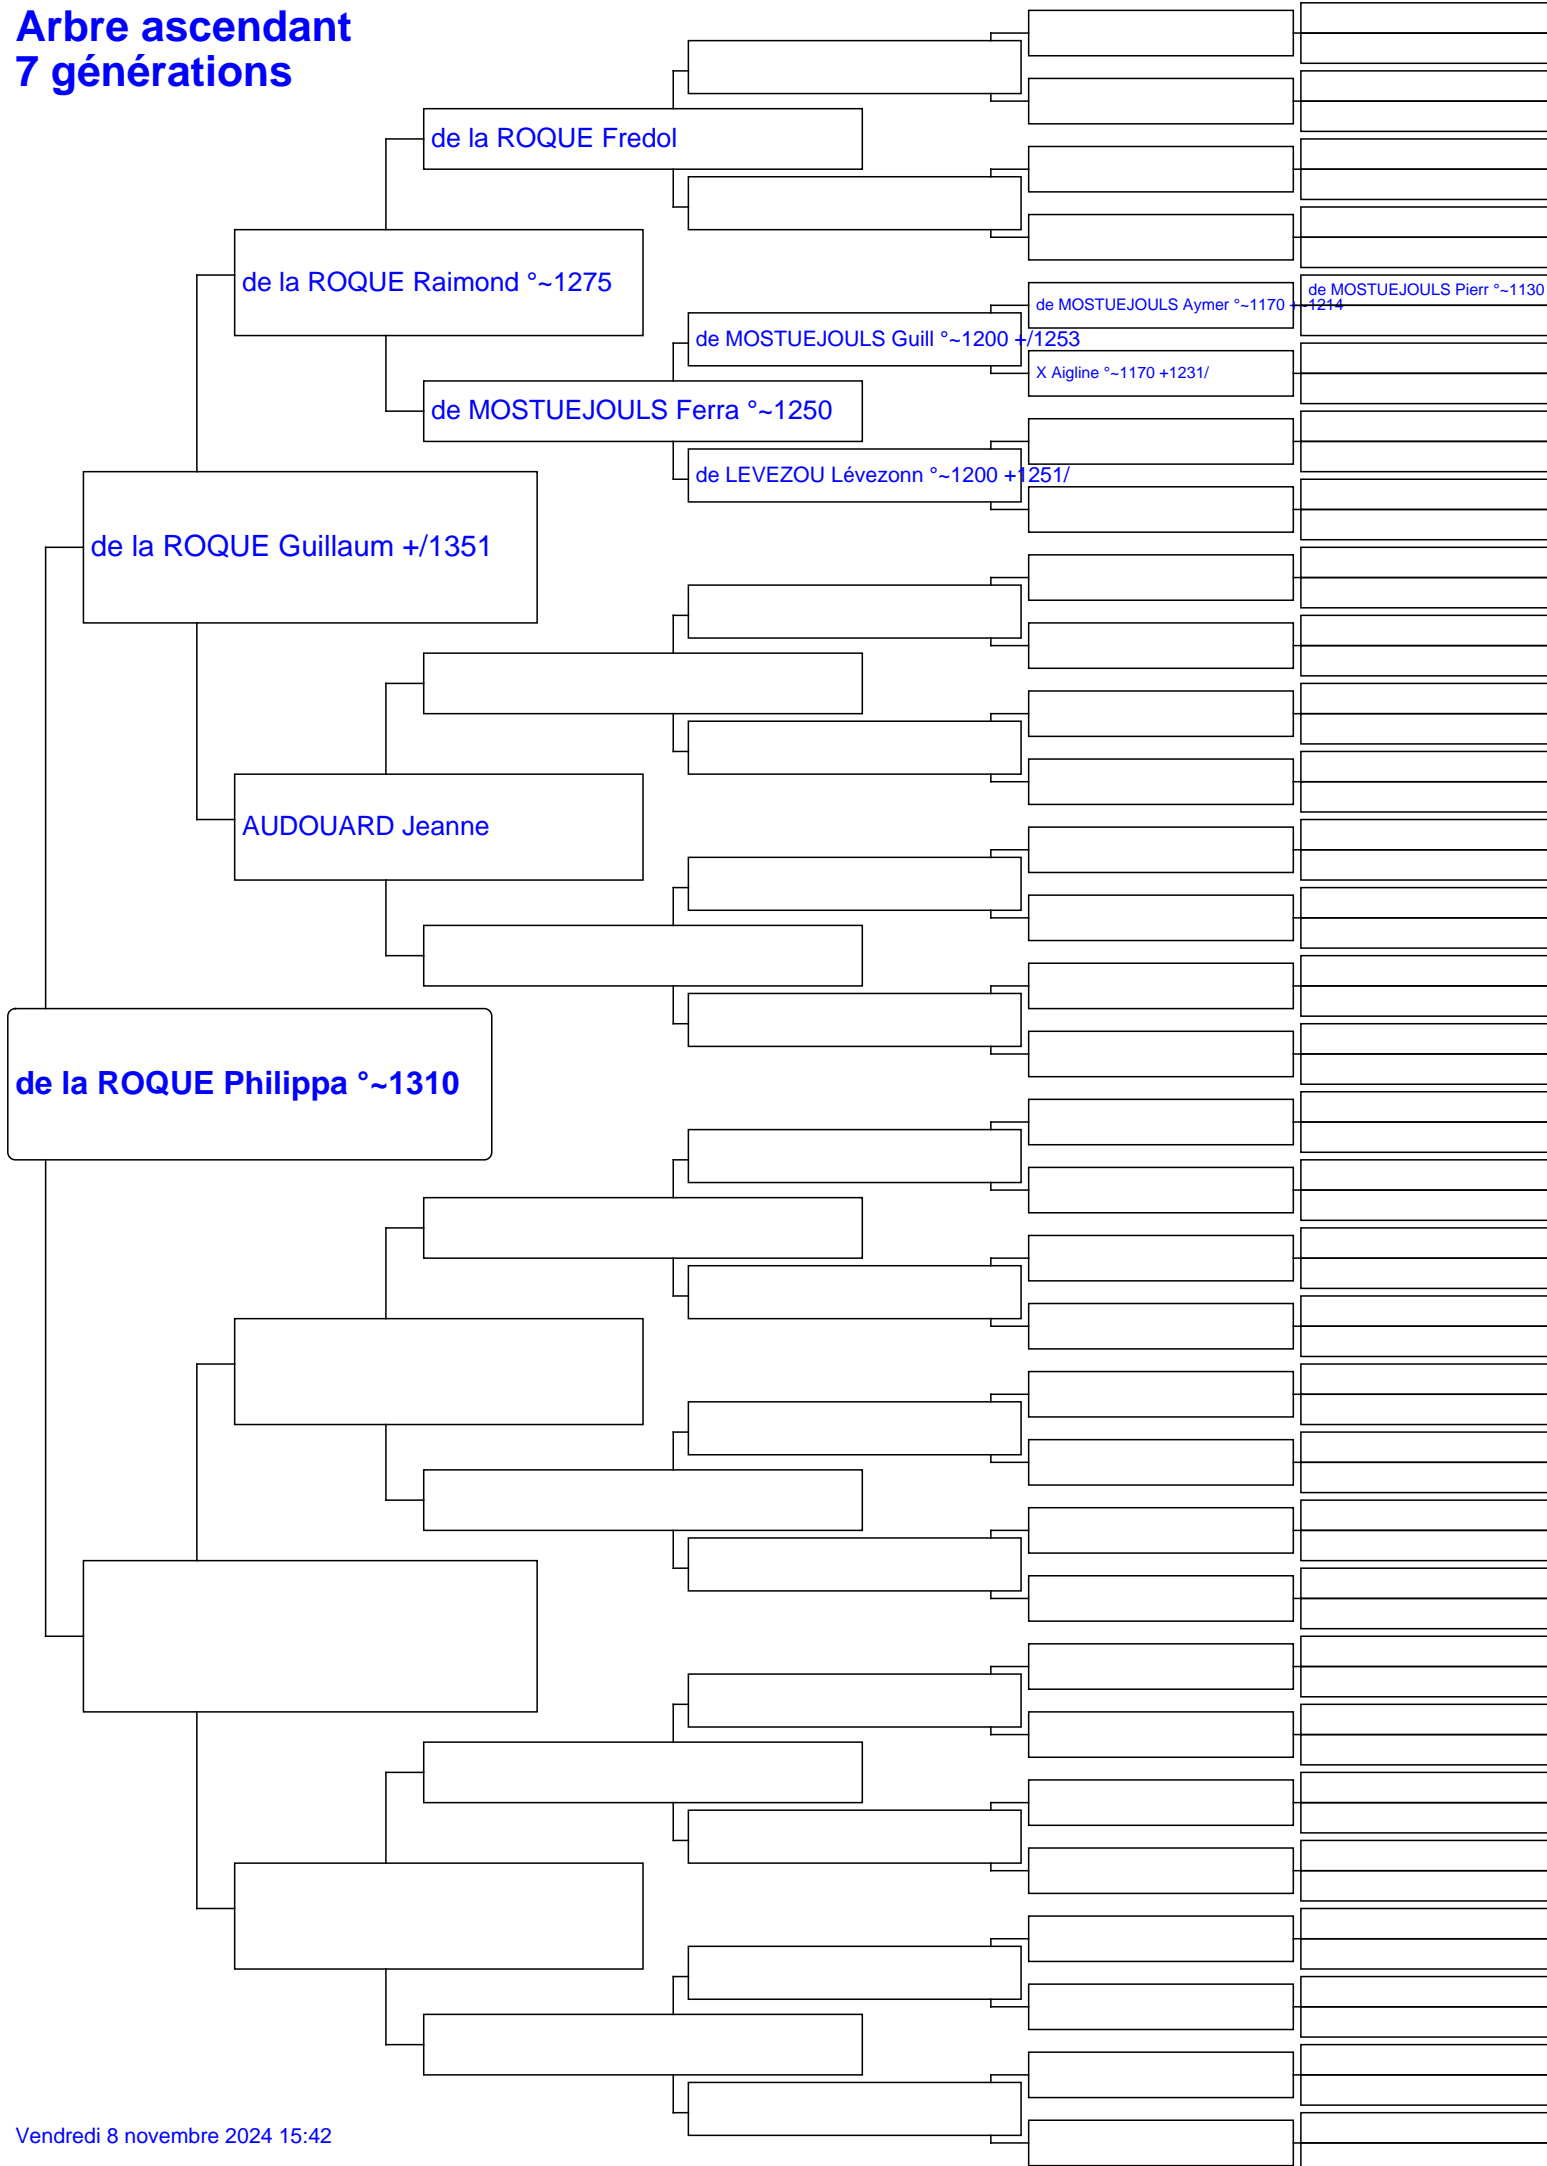 Arbre ascendant
7 générations
de la ROQUE Fredol
de la ROQUE Raimond °~1275
de MOSTUEJOULS Pierr °~1130
de MOSTUEJOULS Aymer °~1170 +~1214
de MOSTUEJOULS Guill °~1200 +/1253
X Aigline °~1170 +1231/
de MOSTUEJOULS Ferra °~1250
de LEVEZOU Lévezonn °~1200 +1251/
de la ROQUE Guillaum +/1351
AUDOUARD Jeanne
de la ROQUE Philippa °~1310
Vendredi 8 novembre 2024 15:42